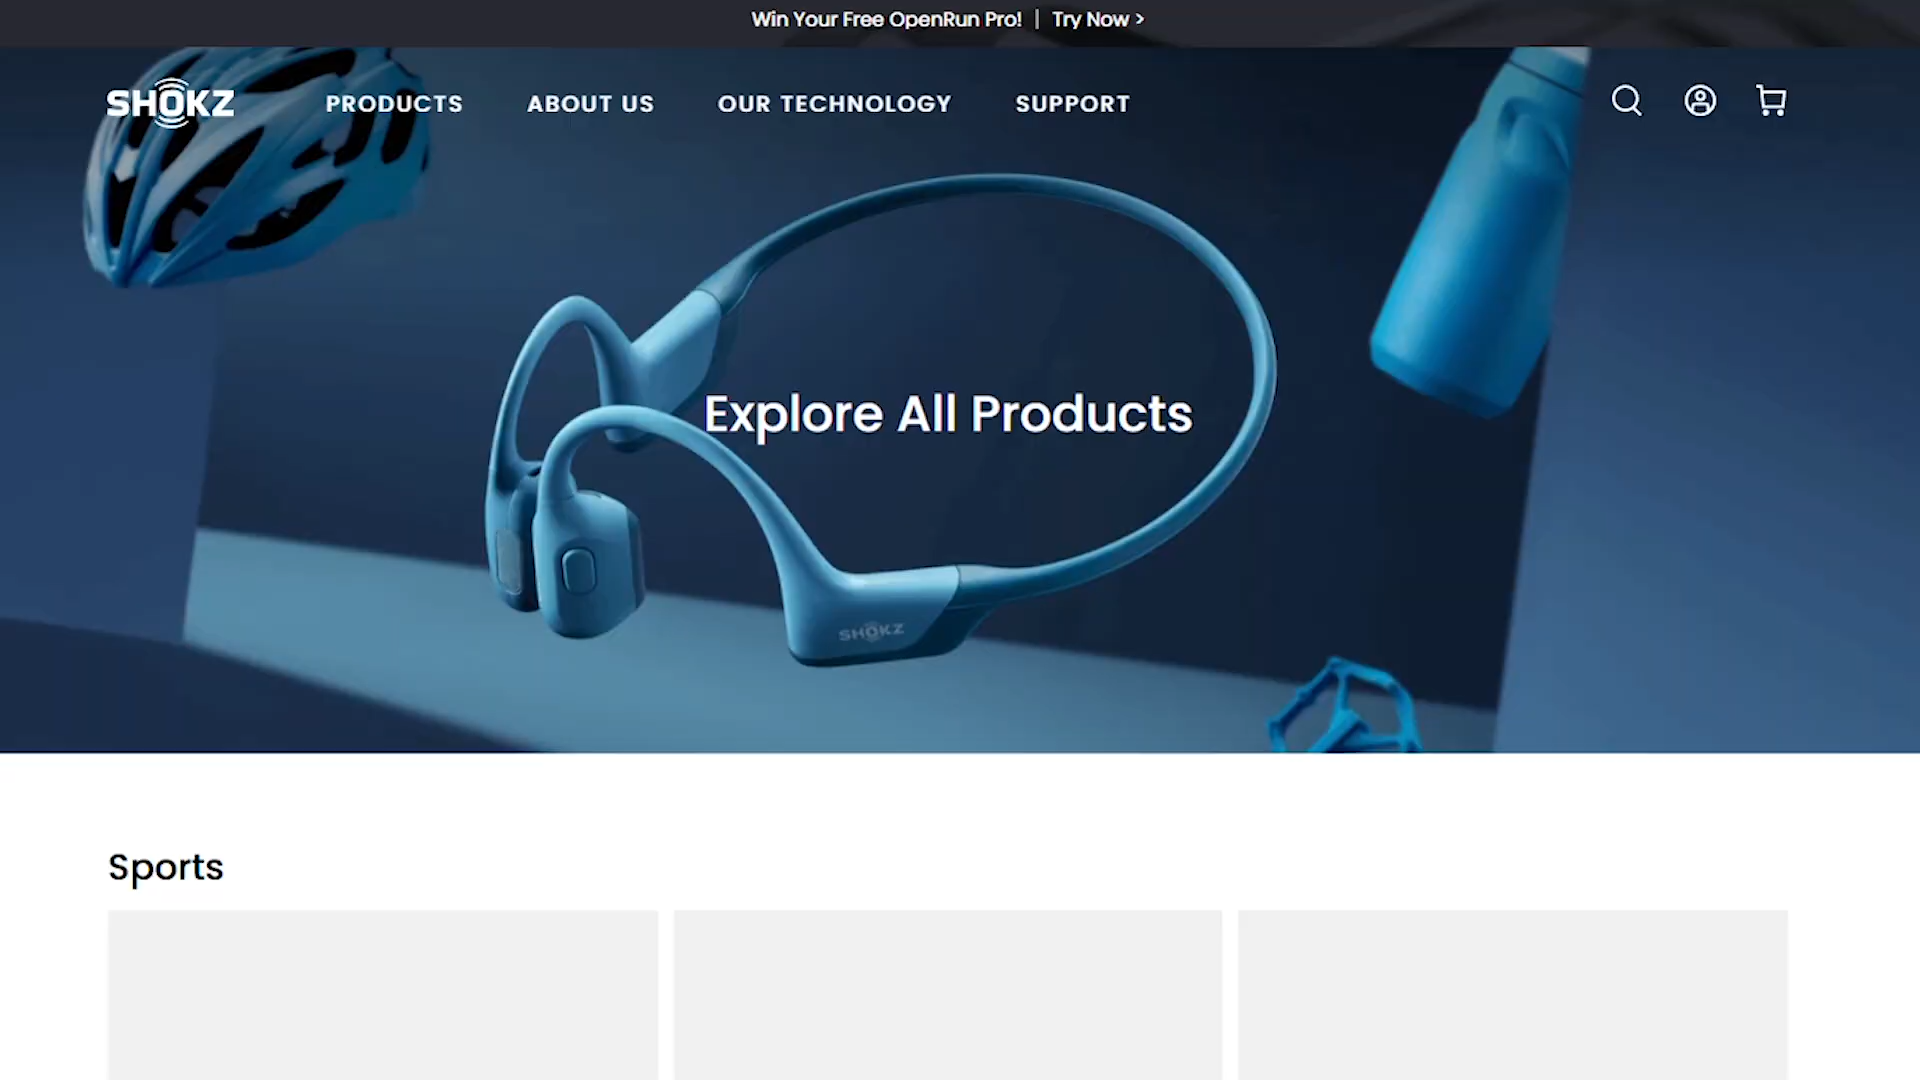 Win Your Free OpenRun Pro! | Try Now >
SHOKZ PRODUCTS ABOUT US OUR TECHNOLOGY SUPPORT
Explore All Products
SHOKZ
Sports